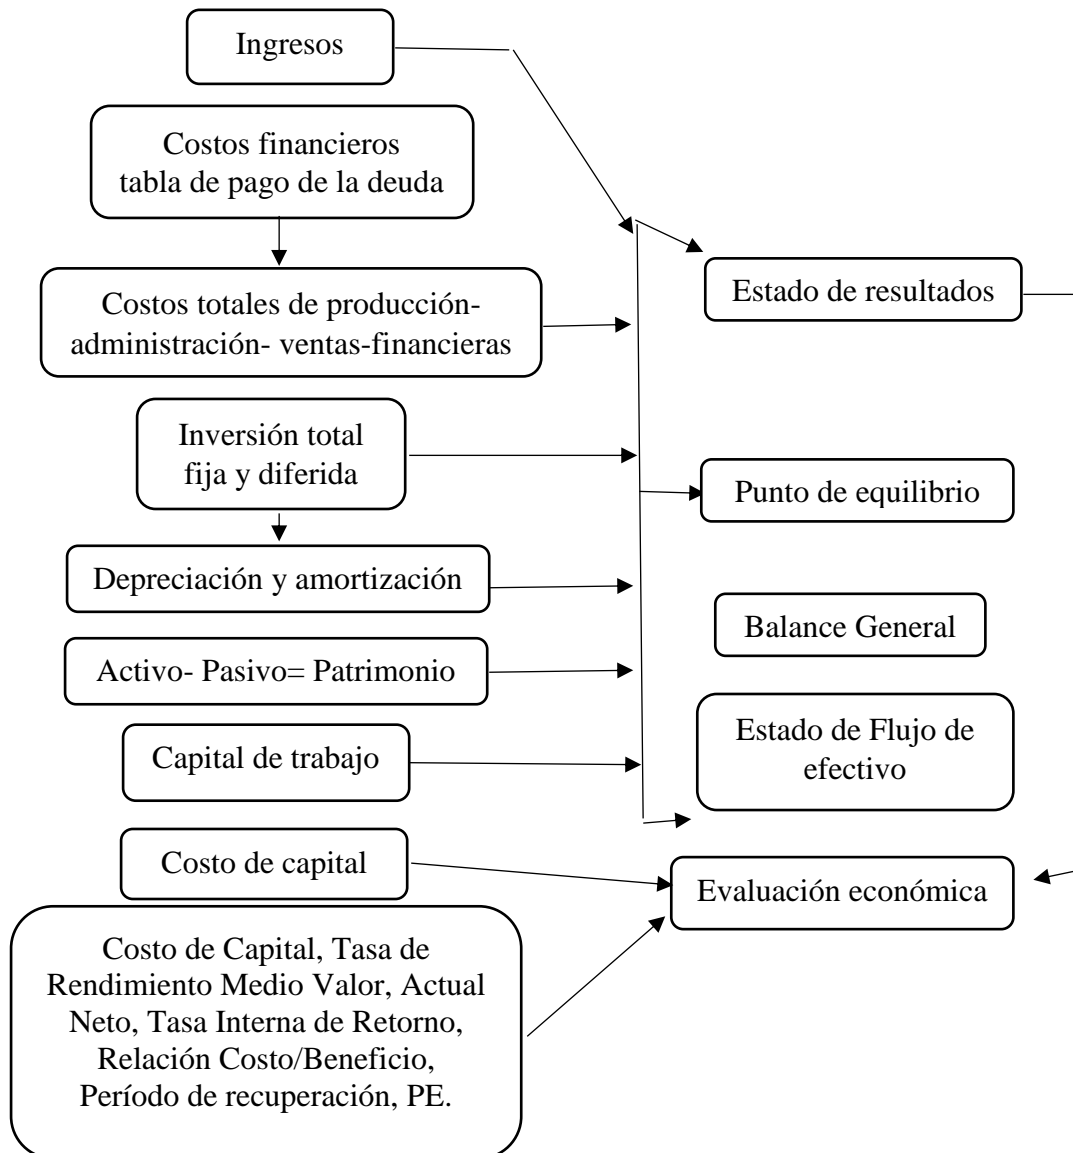 Ingresos
Costos financieros
tabla de pago de la deuda
Costos totales de producción-
administración- ventas-financieras
Inversión total
fija y diferida
Depreciación y amortización
Activo- Pasivo= Patrimonio
Capital de trabajo
Costo de capital
Costo de Capital, Tasa de
Rendimiento Medio Valor, Actual
Neto, Tasa Interna de Retorno,
Relación Costo/Beneficio,
Período de recuperación, PE.
Estado de resultados
Punto de equilibrio
Balance General
Estado de Flujo de
efectivo
Evaluación económica